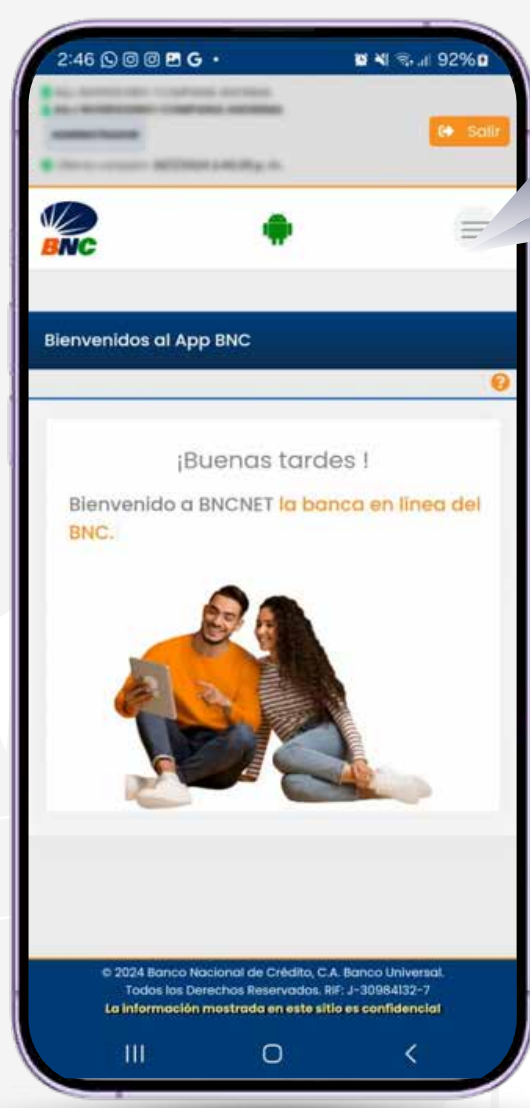 2:46
92%
Salir
BNC
Bienvenidos al App BNC
?
¡Buenas tardes !
Bienvenido a BNCNET la banca en línea del
BNC.
© 2024 Banco Nacional de Crédito, C.A. Banco Universal.
Todos los Derechos Reservados. RIF: J-30984132-7
La información mostrada en este sitio es confidencial